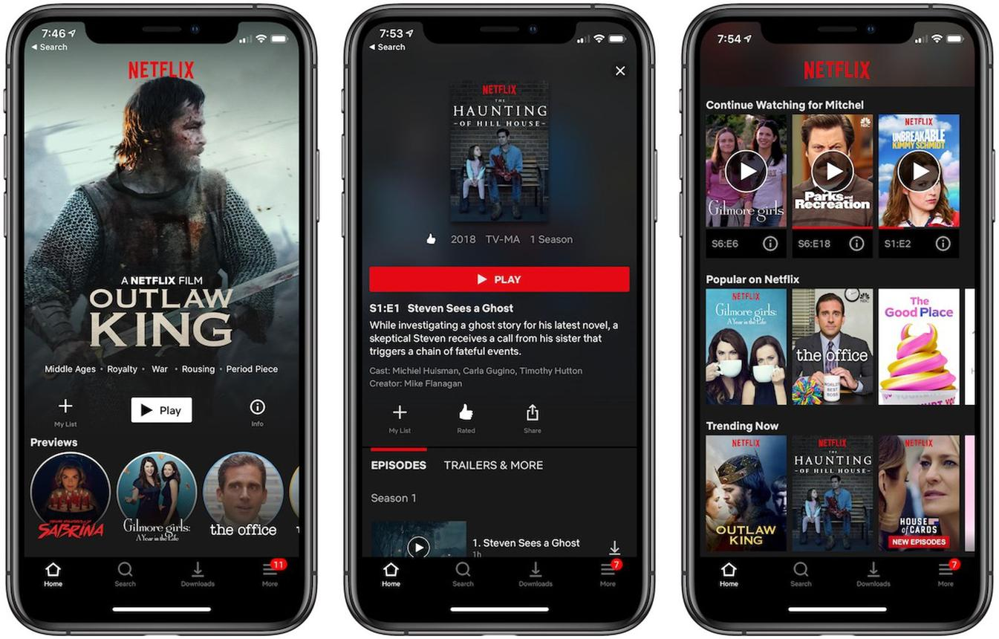 7:46
◀ Search
NETFLIX
A NETFLIX FILM
OUTLAW
KING
Middle Ages • Royalty • War • Rousing • Period Piece
My List
Play
Info
Previews
SABRINA
Gilmore girls:
A Year in the Life
the office
11
Home
Search
Downloads
More
7:53
◀ Search
NETFLIX
THE
HAUNTING
OF HILL HOUSE
2018 TV-MA 1 Season
PLAY
S1:E1 Steven Sees a Ghost
While investigating a ghost story for his latest novel, a
skeptical Steven receives a call from his sister that
triggers a chain of fateful events.
Cast: Michiel Huisman, Carla Gugino, Timothy Hutton
Creator: Mike Flanagan
My List
Rated
Share
EPISODES TRAILERS & MORE
Season 1
1. Steven Sees a Ghost
1h
7
Home
Search
Downloads
More
7:54
NETFLIX
Continue Watching for Mitchel
Gilmore girls
NBC
Parks and
Recreation
NETFLIX
UNBREAKABLE
KIMMY SCHMIDT
S6:E6
S6:E18
S1:E2
Popular on Netflix
NETFLIX
Gilmore girls:
A Year in the Life
NBC
the office
WORLD'S
BEST
BOSS
The
Good Place
Trending Now
NETFLIX
OUTLAW
KING
NETFLIX
THE
HAUNTING
OF HILL HOUSE
NETFLIX
HOUSE
of CARDS
NEW EPISODES
7
Home
Search
Downloads
More